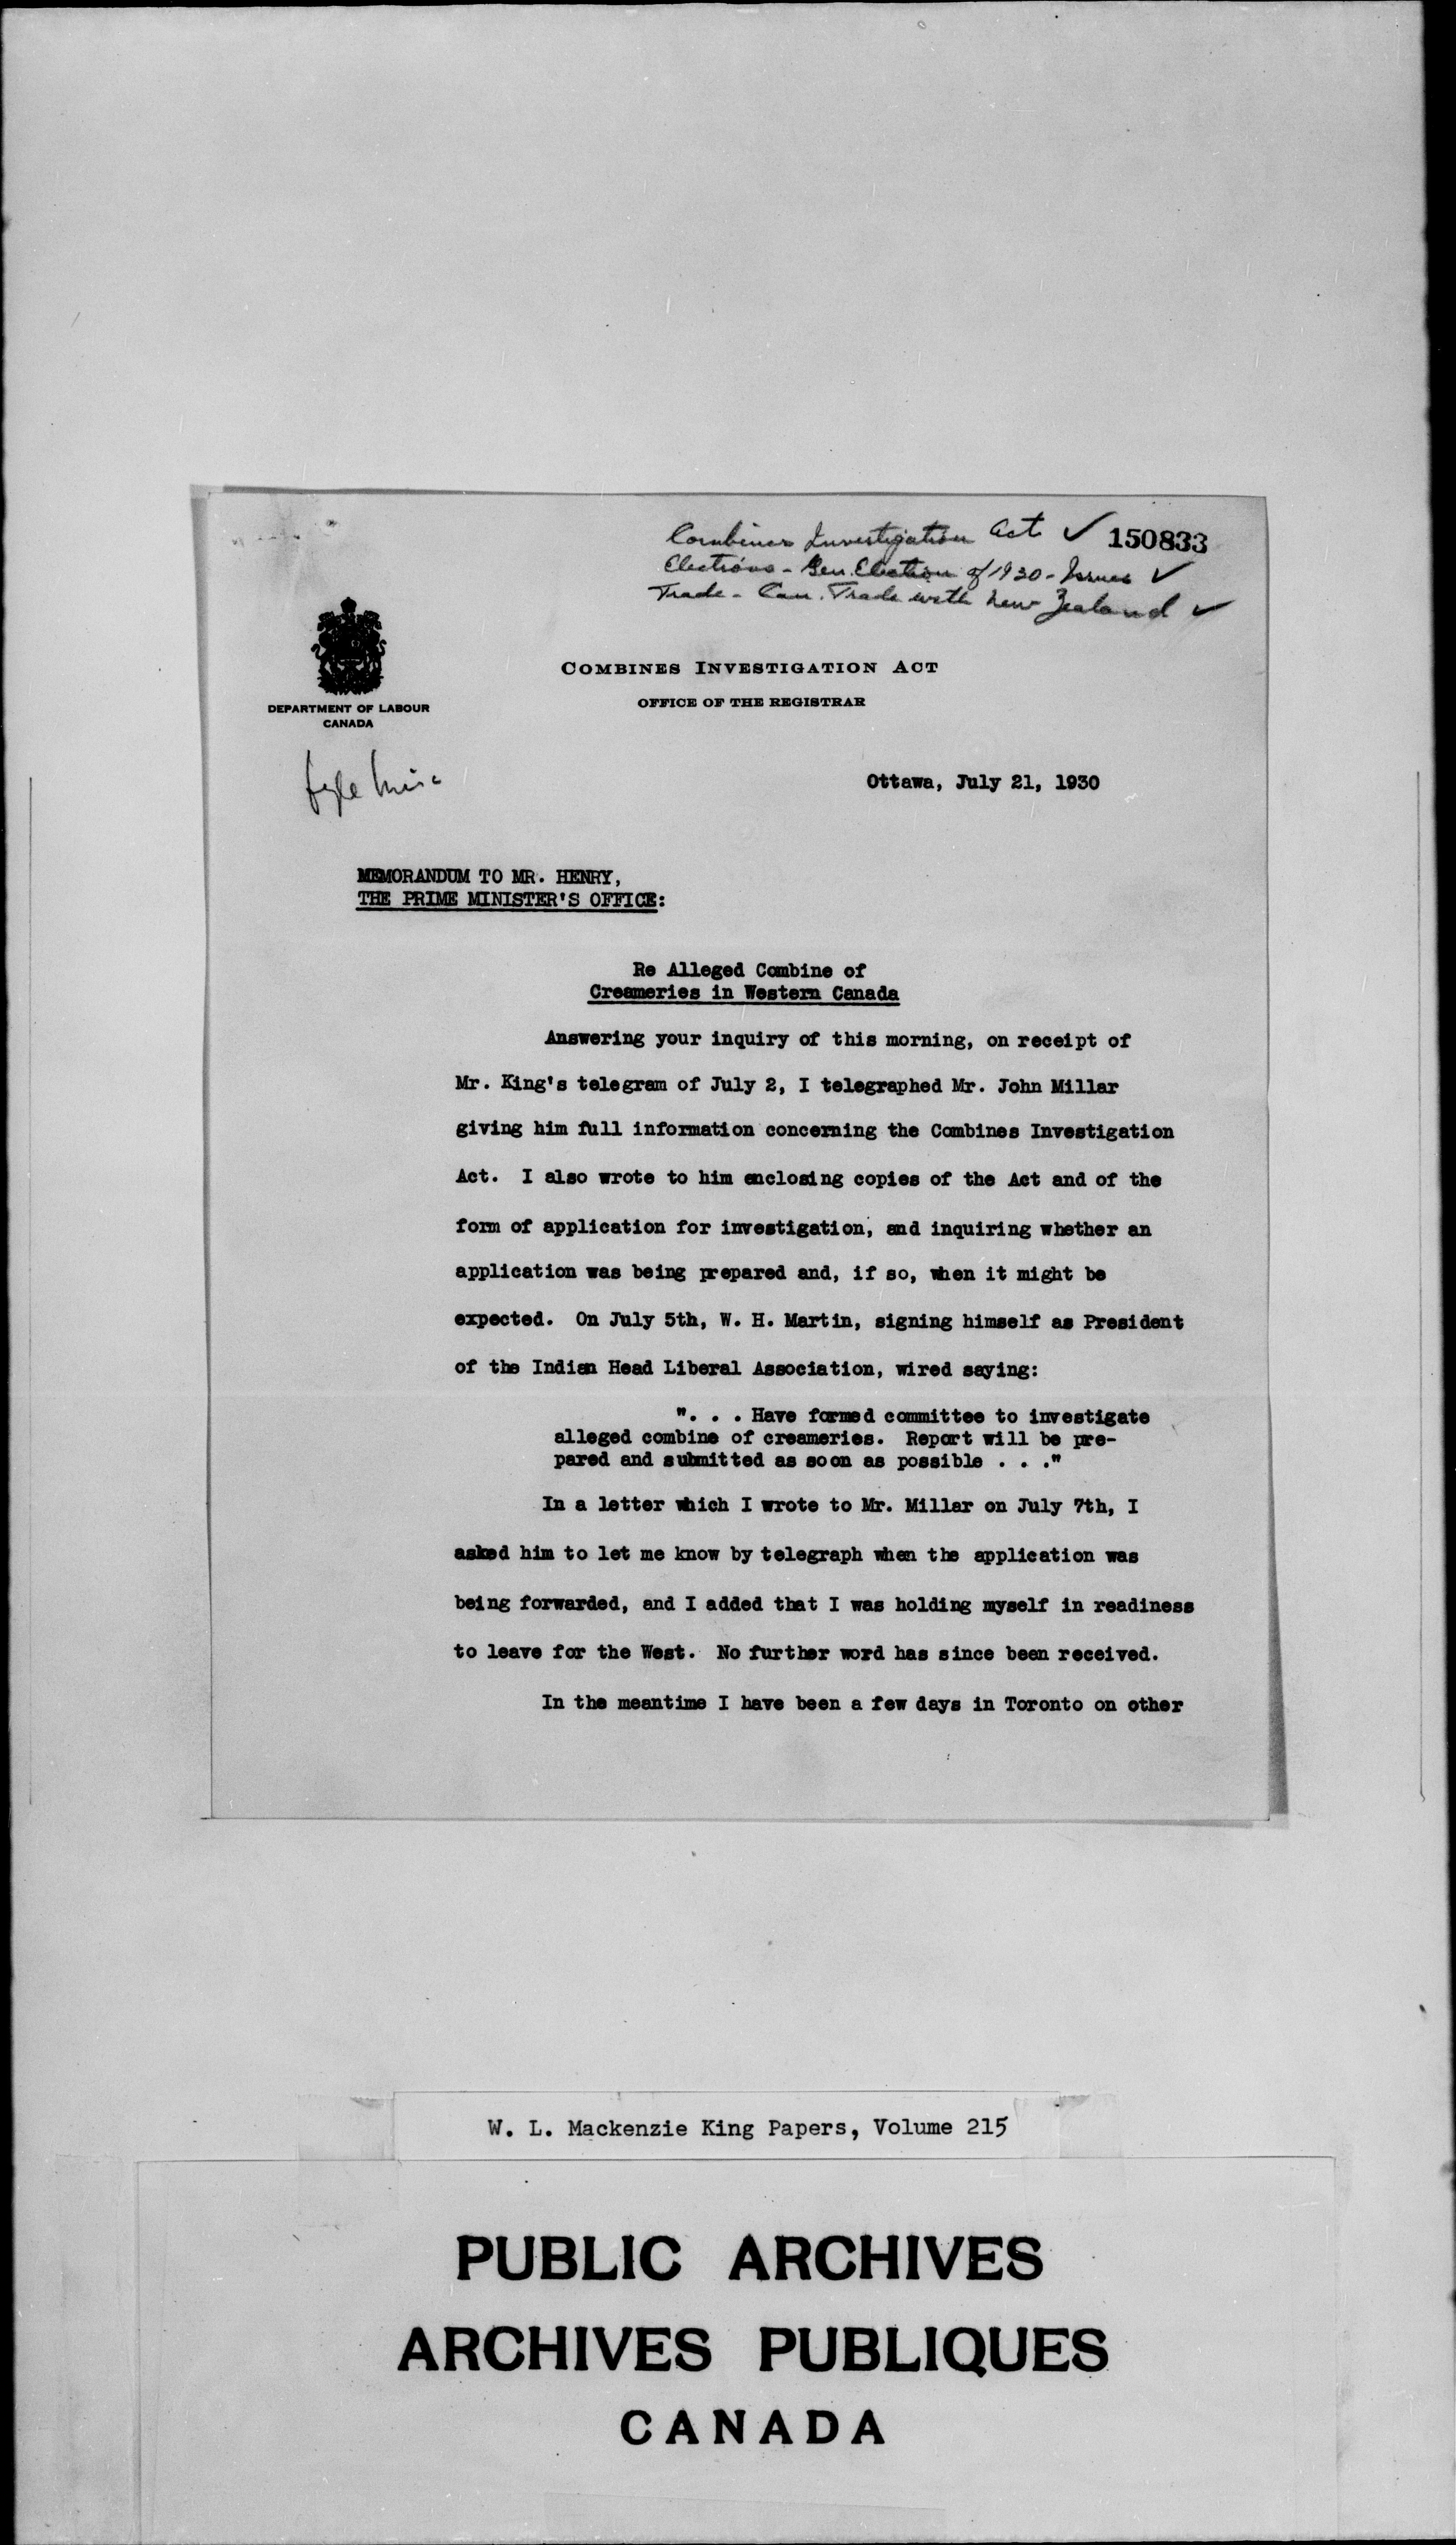 Combines Investigation Act ✓ 150833
Elections - Gen. Election of 1930 - Issues ✓
Trade - Can. Trade with New Zealand ✓
DEPARTMENT OF LABOUR
CANADA
COMBINES INVESTIGATION ACT
OFFICE OF THE REGISTRAR
Ottawa, July 21, 1930
MEMORANDUM TO MR. HENRY,
THE PRIME MINISTER'S OFFICE:
Re Alleged Combine of
Creameries in Western Canada
Answering your inquiry of this morning, on receipt of
Mr. King's telegram of July 2, I telegraphed Mr. John Millar
giving him full information concerning the Combines Investigation
Act. I also wrote to him enclosing copies of the Act and of the
form of application for investigation, and inquiring whether an
application was being prepared and, if so, when it might be
expected. On July 5th, W. H. Martin, signing himself as President
of the Indian Head Liberal Association, wired saying:
". . . Have formed committee to investigate
alleged combine of creameries. Report will be pre-
pared and submitted as soon as possible . . ."
In a letter which I wrote to Mr. Millar on July 7th, I
asked him to let me know by telegraph when the application was
being forwarded, and I added that I was holding myself in readiness
to leave for the West. No further word has since been received.
In the meantime I have been a few days in Toronto on other
W. L. Mackenzie King Papers, Volume 215
PUBLIC ARCHIVES
ARCHIVES PUBLIQUES
CANADA